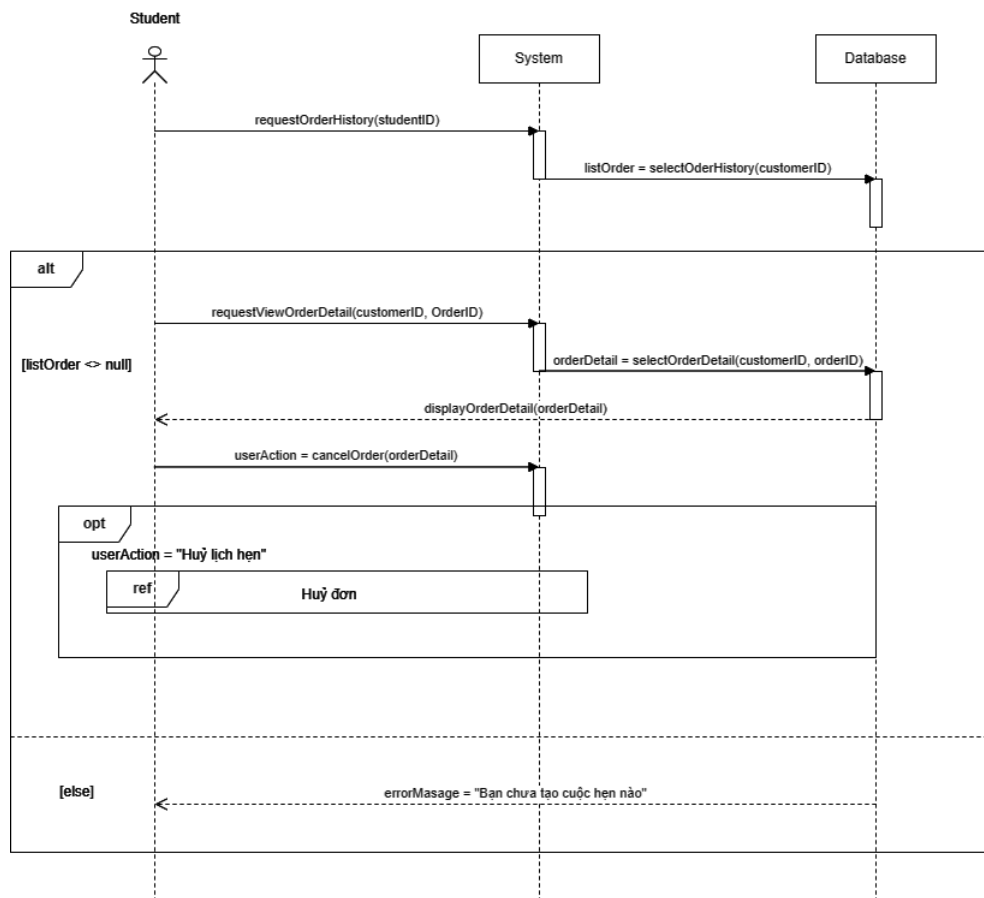 Student
System
Database
requestOrderHistory(studentID)
listOrder = selectOderHistory(customerID)
alt
requestViewOrderDetail(customerID, OrderID)
[listOrder <> null]
orderDetail = selectOrderDetail(customerID, orderID)
displayOrderDetail(orderDetail)
userAction = cancelOrder(orderDetail)
opt
userAction = "Huỷ lịch hẹn"
ref
Huỷ đơn
[else]
errorMasage = "Bạn chưa tạo cuộc hẹn nào"